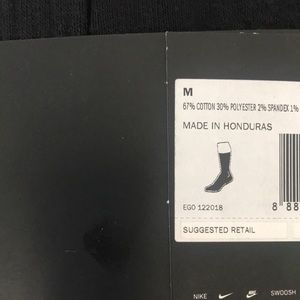 M
67% COTTON 30% POLYESTER 2% SPANDEX 1%
MADE IN HONDURAS
EGO 122018
8 88
SUGGESTED RETAIL
NIKE SWOOSH